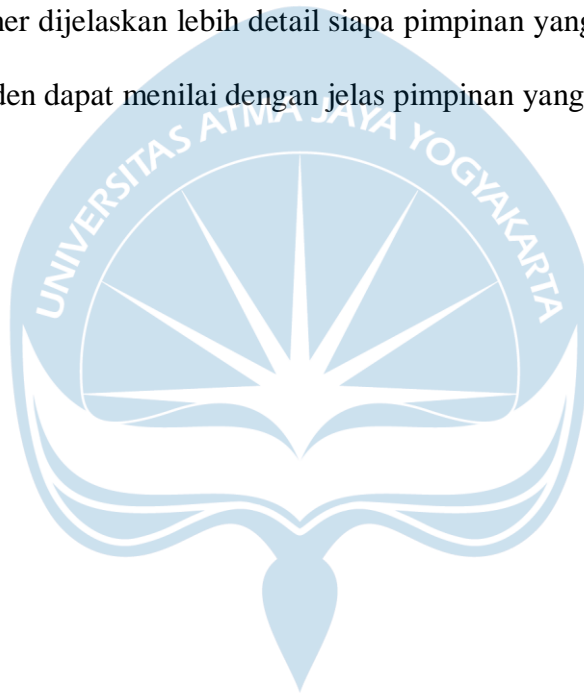 ner dijelaskan lebih detail siapa pimpinan yang
den dapat menilai dengan jelas pimpinan yang
UNIVERSITAS ATMA JAYA YOGYAKARTA